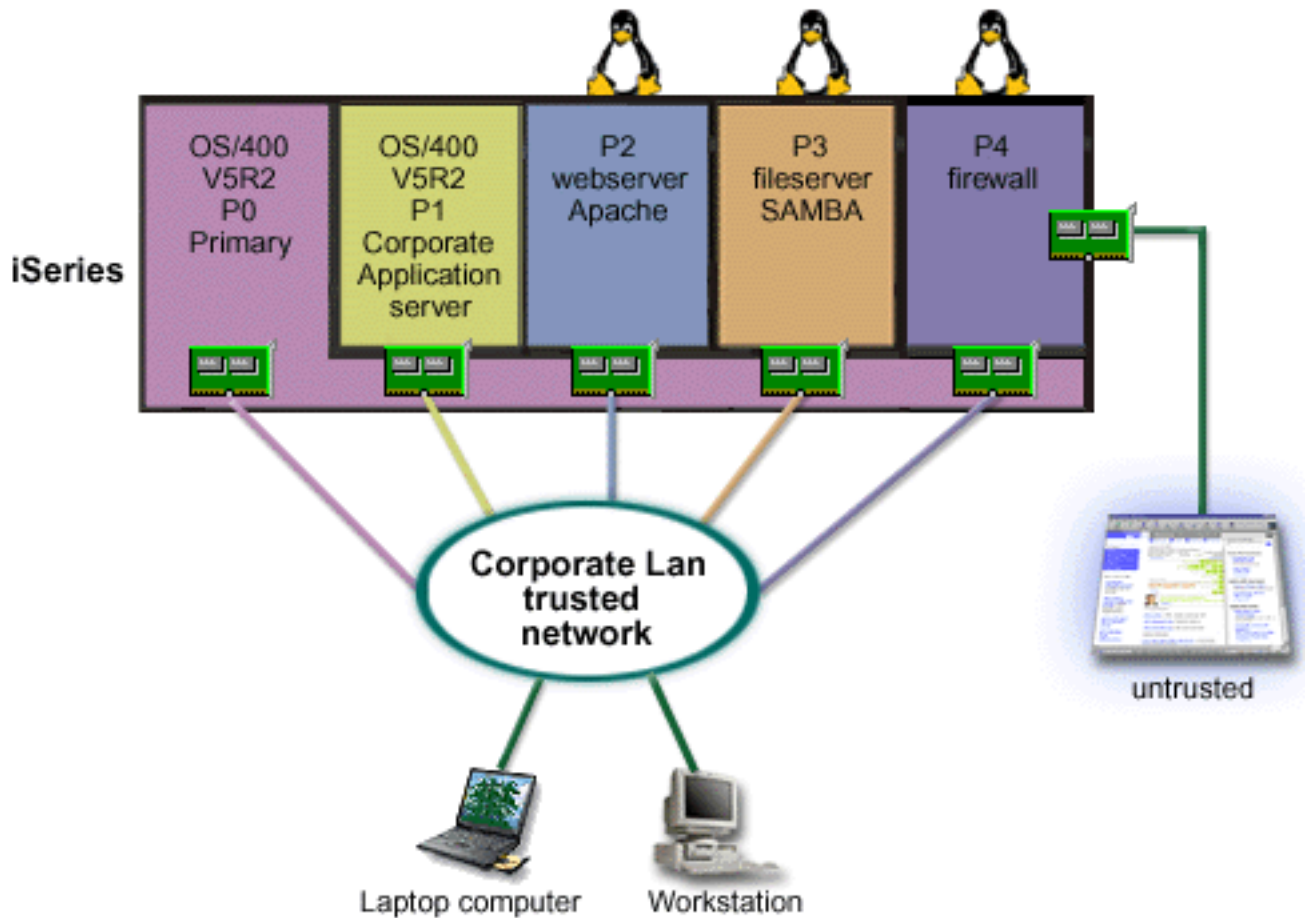 iSeries
OS/400
V5R2
P0
Primary
OS/400
V5R2
P1
Corporate
Application
server
P2
webserver
Apache
P3
fileserver
SAMBA
P4
firewall
Corporate Lan
trusted
network
untrusted
Laptop computer
Workstation